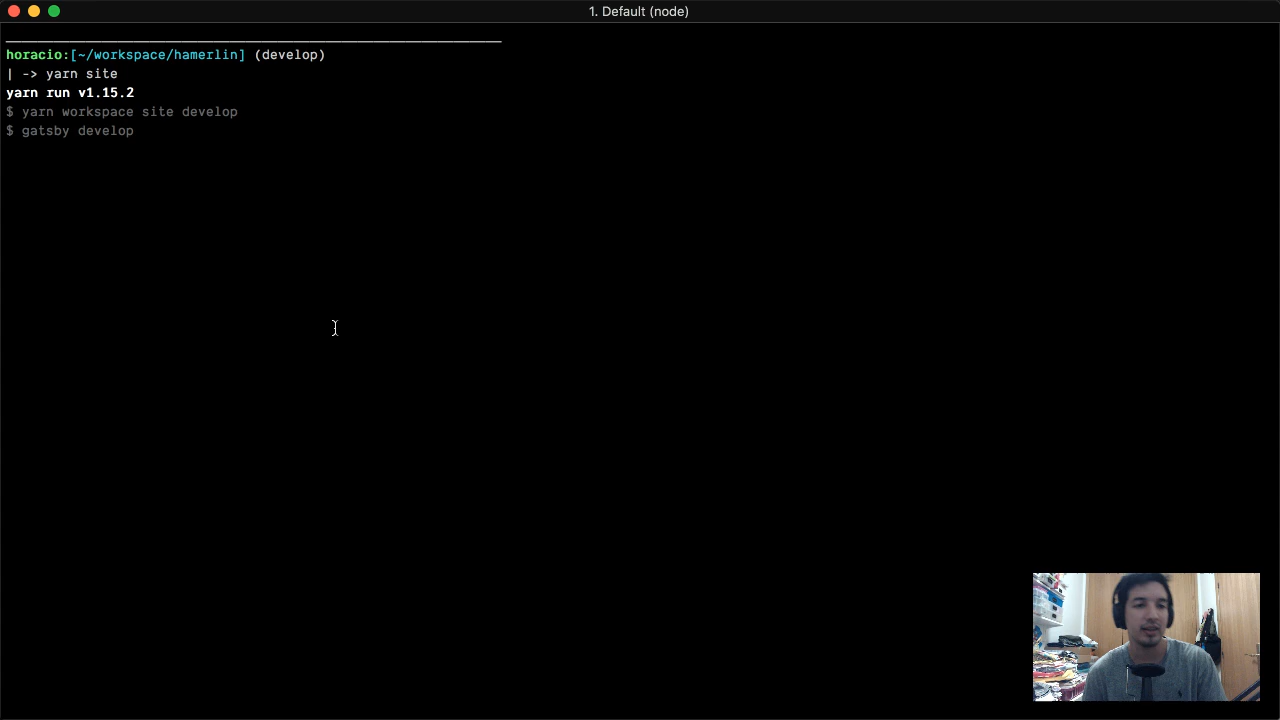 1. Default (node)
horacio:[~/workspace/hamerlin] (develop)
| -> yarn site
yarn run v1.15.2
$ yarn workspace site develop
$ gatsby develop